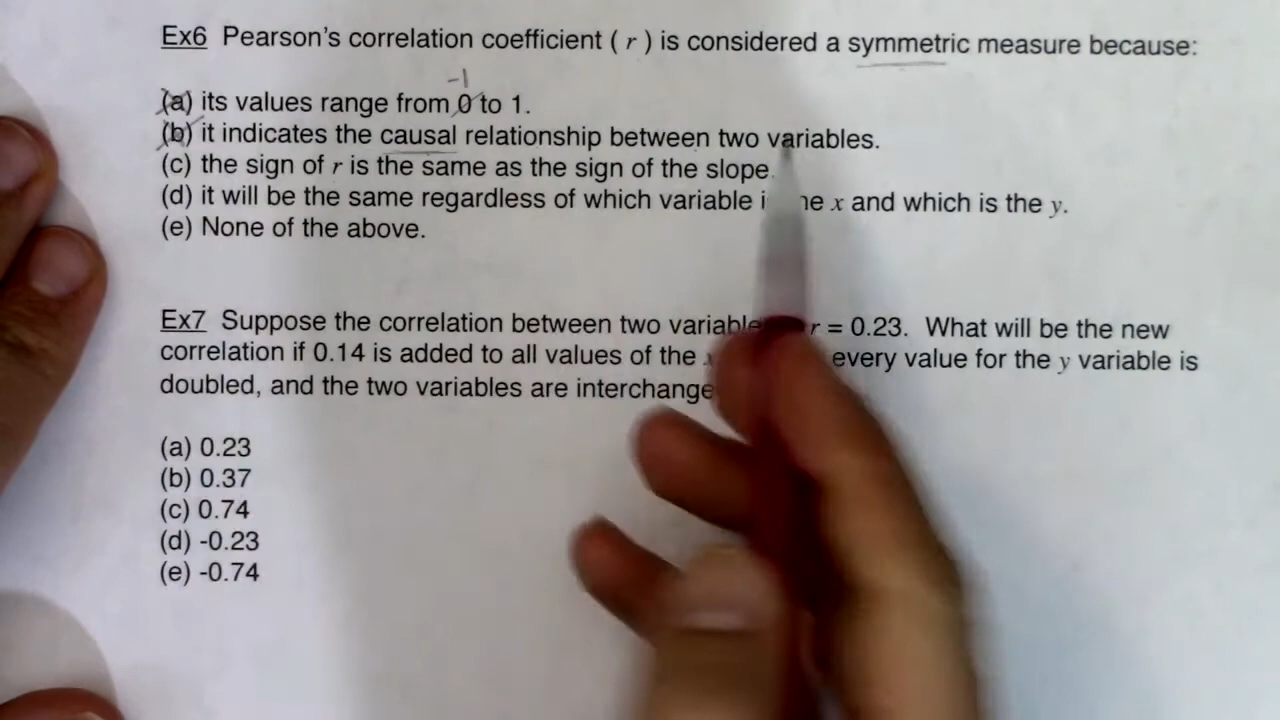 Ex6 Pearson's correlation coefficient ( r ) is considered a symmetric measure because:
-1
(a) its values range from 0 to 1.
(b) it indicates the causal relationship between two variables.
(c) the sign of r is the same as the sign of the slope.
(d) it will be the same regardless of which variable and which is the y.
(e) None of the above.
Ex7 Suppose the correlation between two r = 0.23. What will be the new
correlation if 0.14 is added to all values of the every value for the y variable is
doubled, and the two variables are
(a) 0.23
(b) 0.37
(c) 0.74
(d) -0.23
(e) -0.74